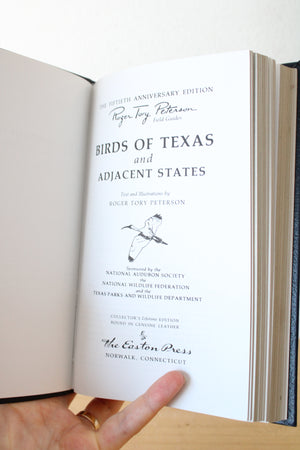 THE FIFTIETH ANNIVERSARY EDITION
Roger Tory Peterson
Field Guides
BIRDS OF TEXAS
and
ADJACENT STATES
Text and Illustrations by
ROGER TORY PETERSON
Sponsored by the
NATIONAL AUDUBON SOCIETY
the
NATIONAL WILDLIFE FEDERATION
and the
TEXAS PARKS AND WILDLIFE DEPARTMENT
COLLECTOR'S Lifetime EDITION
BOUND IN GENUINE LEATHER
The Easton Press
NORWALK, CONNECTICUT